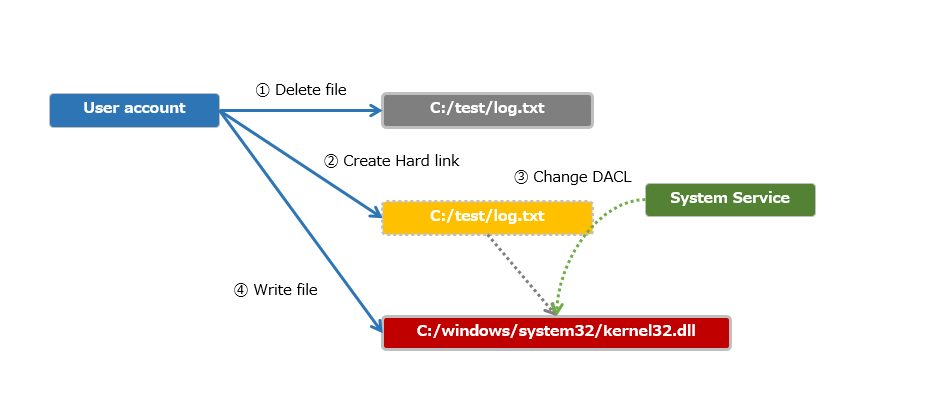 ① Delete file
User account
C:/test/log.txt
② Create Hard link
③ Change DACL
System Service
C:/test/log.txt
④ Write file
C:/windows/system32/kernel32.dll